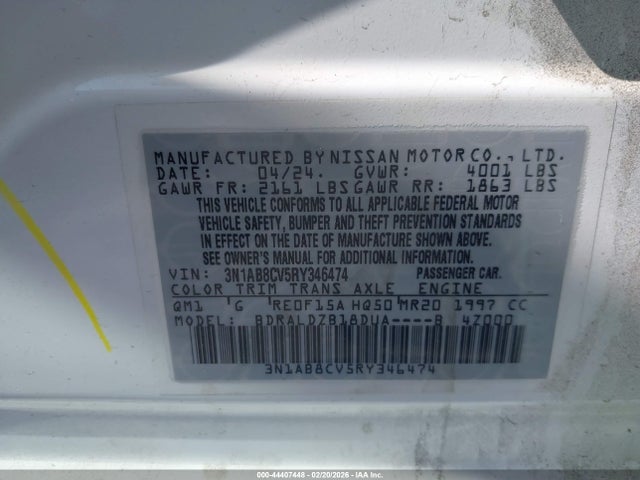 MANUFACTURED BY NISSAN MOTOR CO., LTD.
DATE: 04/24. GVWR: 4001 LBS
GAWR FR: 2161 LBS GAWR RR: 1863 LBS
THIS VEHICLE CONFORMS TO ALL APPLICABLE FEDERAL MOTOR
VEHICLE SAFETY, BUMPER AND THEFT PREVENTION STANDARDS
IN EFFECT ON THE DATE OF MANUFACTURE SHOWN ABOVE.
SEE OWNER'S MANUAL FOR ADDITIONAL INFORMATION.
VIN: 3N1AB8CV5RY346474 PASSENGER CAR.
COLOR TRIM TRANS AXLE ENGINE
QM1 G RE0F15A HQ50 MR20 1997 CC
MODEL: BDRALDZB18DUA----B 4Z000
3N1AB8CV5RY346474
000-44407448 - 02/20/2026 - IAA Inc.